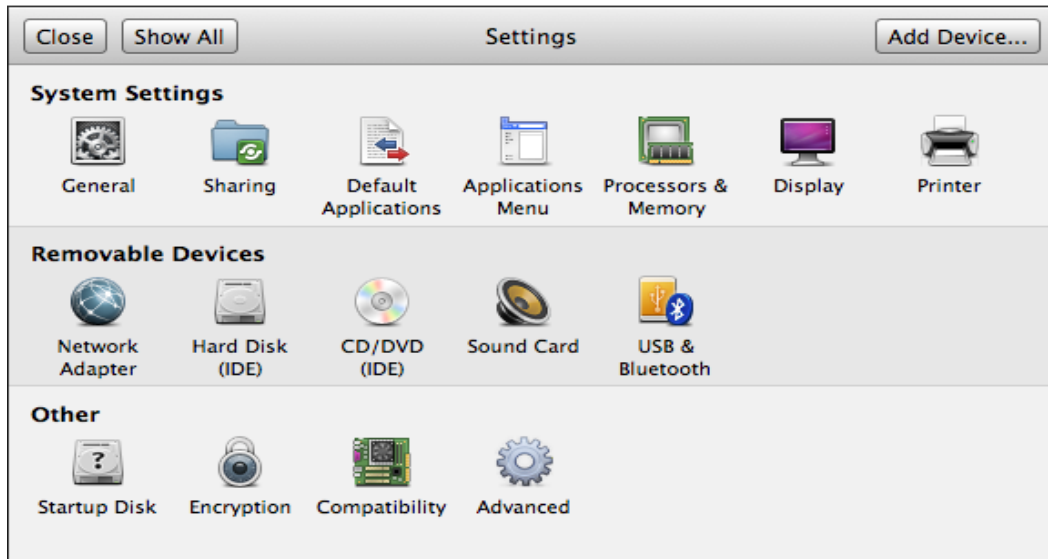 Close Show All Settings Add Device...
System Settings
General Sharing Default Applications Applications Menu Processors & Memory Display Printer
Removable Devices
Network Adapter Hard Disk (IDE) CD/DVD (IDE) Sound Card USB & Bluetooth
Other
?
Startup Disk Encryption Compatibility Advanced